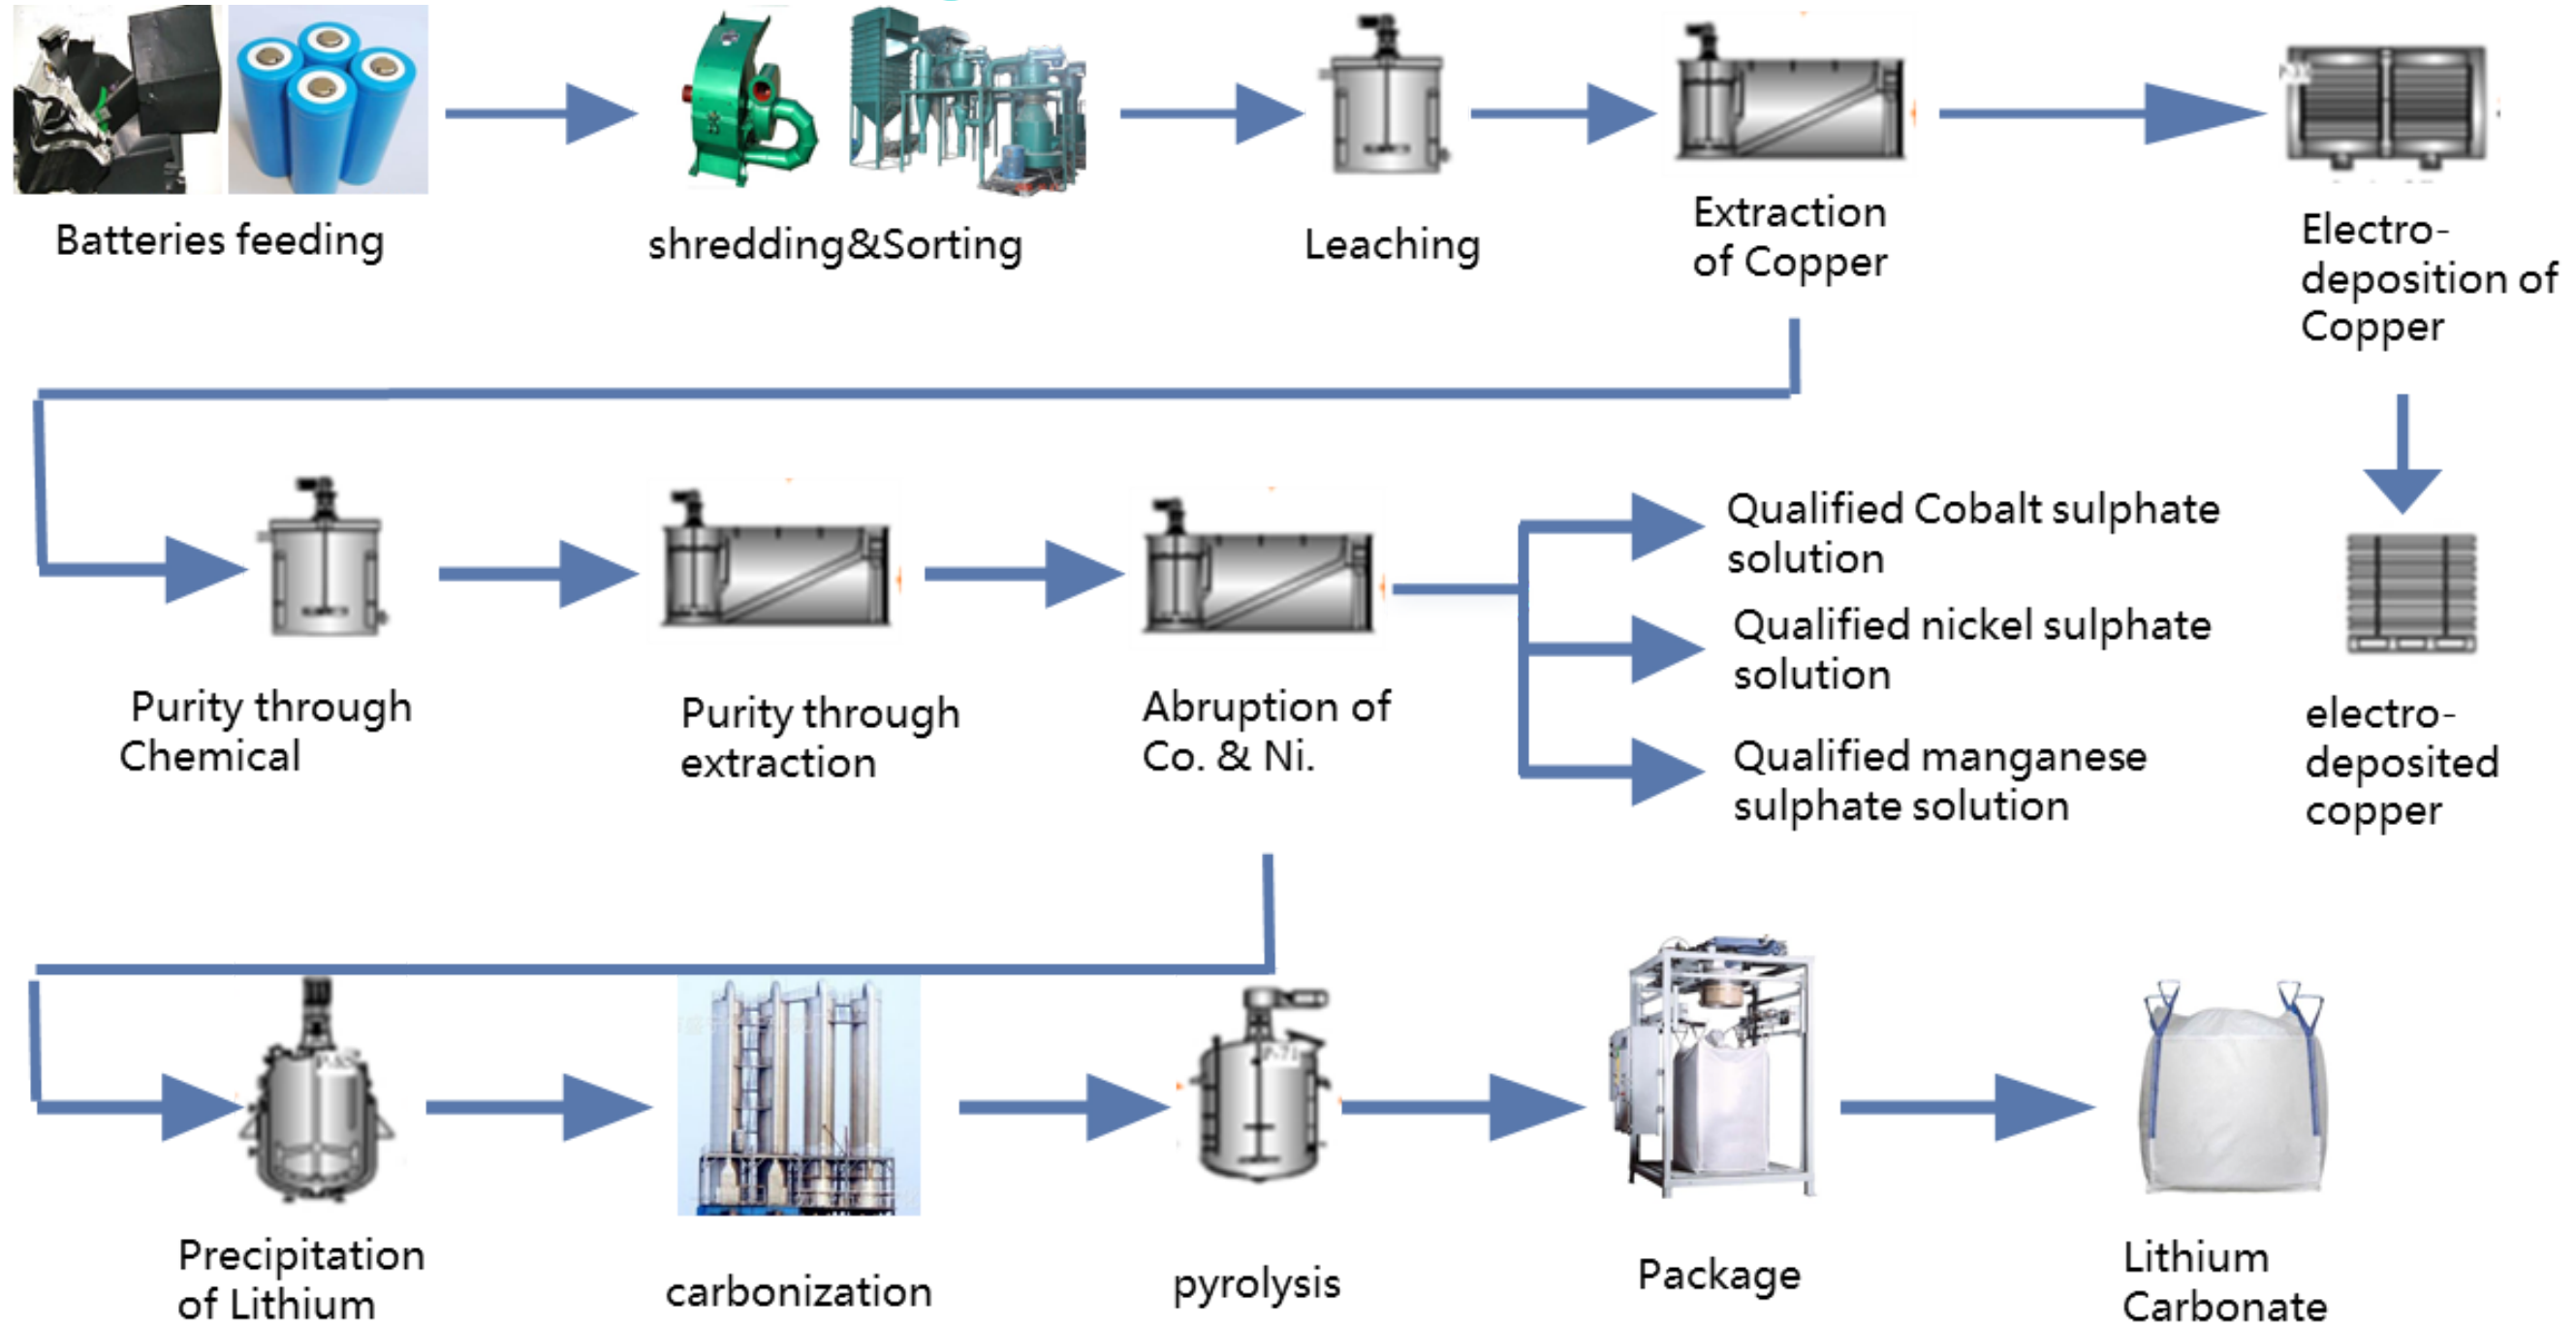 Batteries feeding
shredding&Sorting
Leaching
Extraction
of Copper
Electro-
deposition of
Copper
Purity through
Chemical
Purity through
extraction
Abruption of
Co. & Ni.
Qualified Cobalt sulphate
solution
Qualified nickel sulphate
solution
Qualified manganese
sulphate solution
electro-
deposited
copper
Precipitation
of Lithium
carbonization
P-71
pyrolysis
Package
Lithium
Carbonate